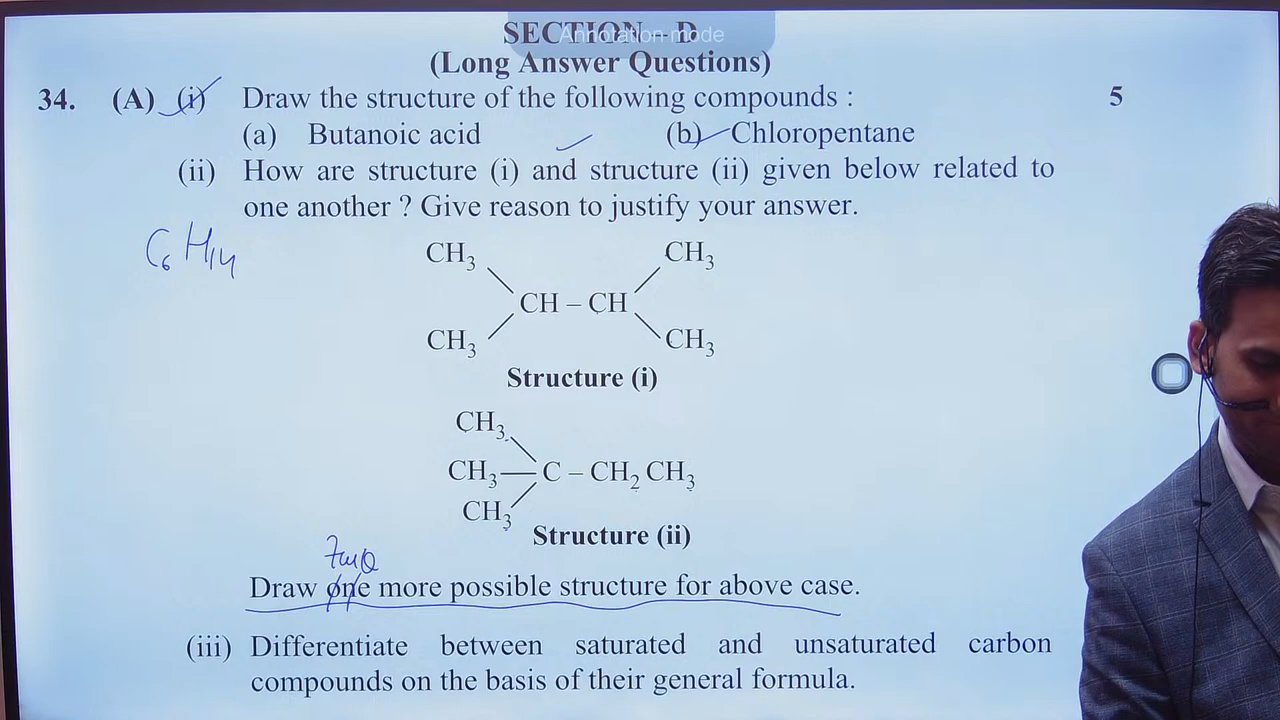 SECTION – D
Annotation mode
(Long Answer Questions)
34. (A) (i) Draw the structure of the following compounds : 5
(a) Butanoic acid (b) Chloropentane
(ii) How are structure (i) and structure (ii) given below related to
one another ? Give reason to justify your answer.
C₆H₁₄
CH₃ CH₃
CH – CH
CH₃ CH₃
Structure (i)
CH₃
CH₃ — C – CH₂ CH₃
CH₃
Structure (ii)
Two
Draw one more possible structure for above case.
(iii) Differentiate between saturated and unsaturated carbon
compounds on the basis of their general formula.